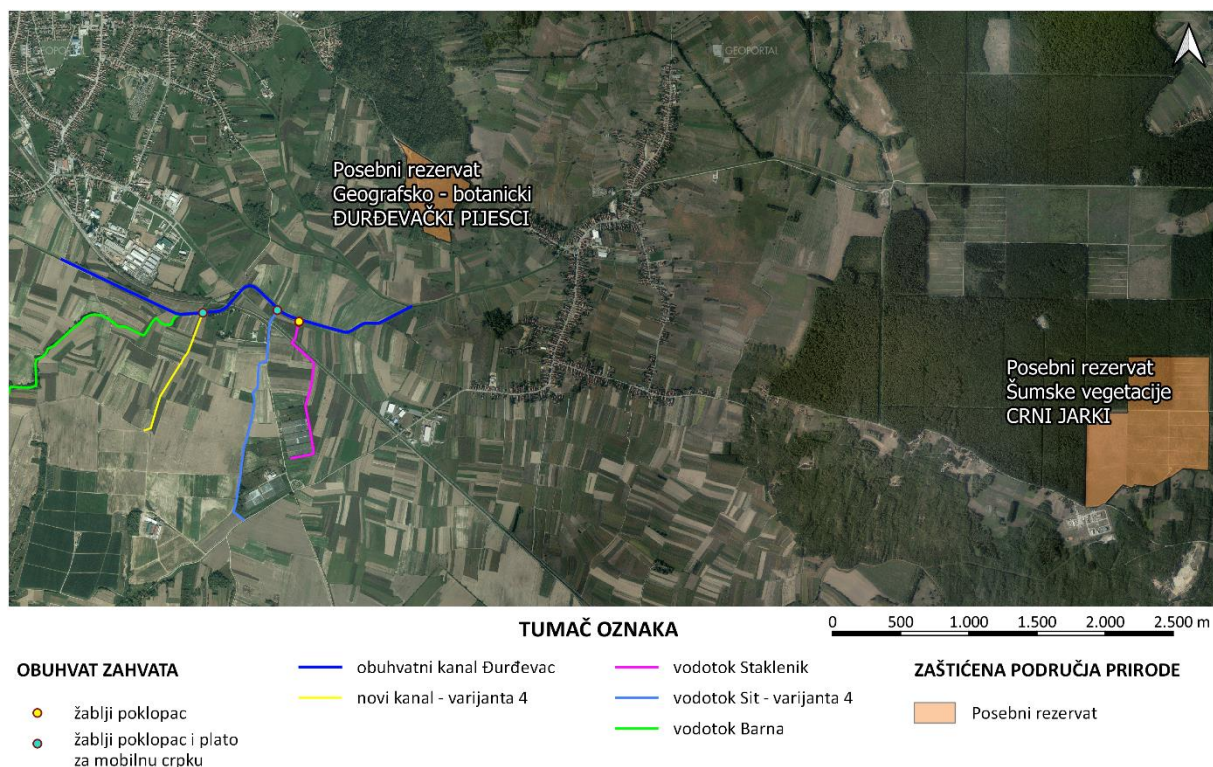 GEOPORTAL
GEOPORTAL
Posebni rezervat
Geografsko - botanicki
ĐURĐEVAČKI PIJESCI
Posebni rezervat
Šumske vegetacije
CRNI JARKI
TUMAČ OZNAKA
0 500 1.000 1.500 2.000 2.500 m
OBUHVAT ZAHVATA
žablji poklopac
žablji poklopac i plato
za mobilnu crpku
obuhvatni kanal Đurđevac
novi kanal - varijanta 4
vodotok Barna
vodotok Staklenik
vodotok Sit - varijanta 4
ZAŠTIĆENA PODRUČJA PRIRODE
Posebni rezervat